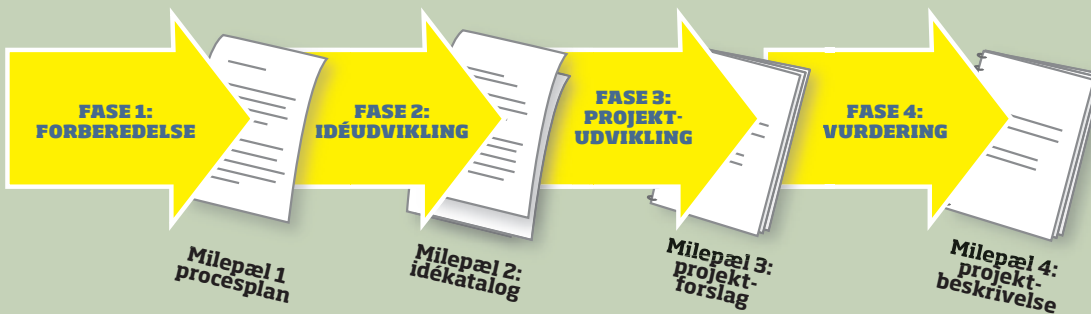 FASE 1:
FORBEREDELSE
FASE 2:
IDÉUDVIKLING
FASE 3:
PROJEKT-
UDVIKLING
FASE 4:
VURDERING
Milepæl 1
procesplan
Milepæl 2:
idékatalog
Milepæl 3:
projekt-
forslag
Milepæl 4:
projekt-
beskrivelse